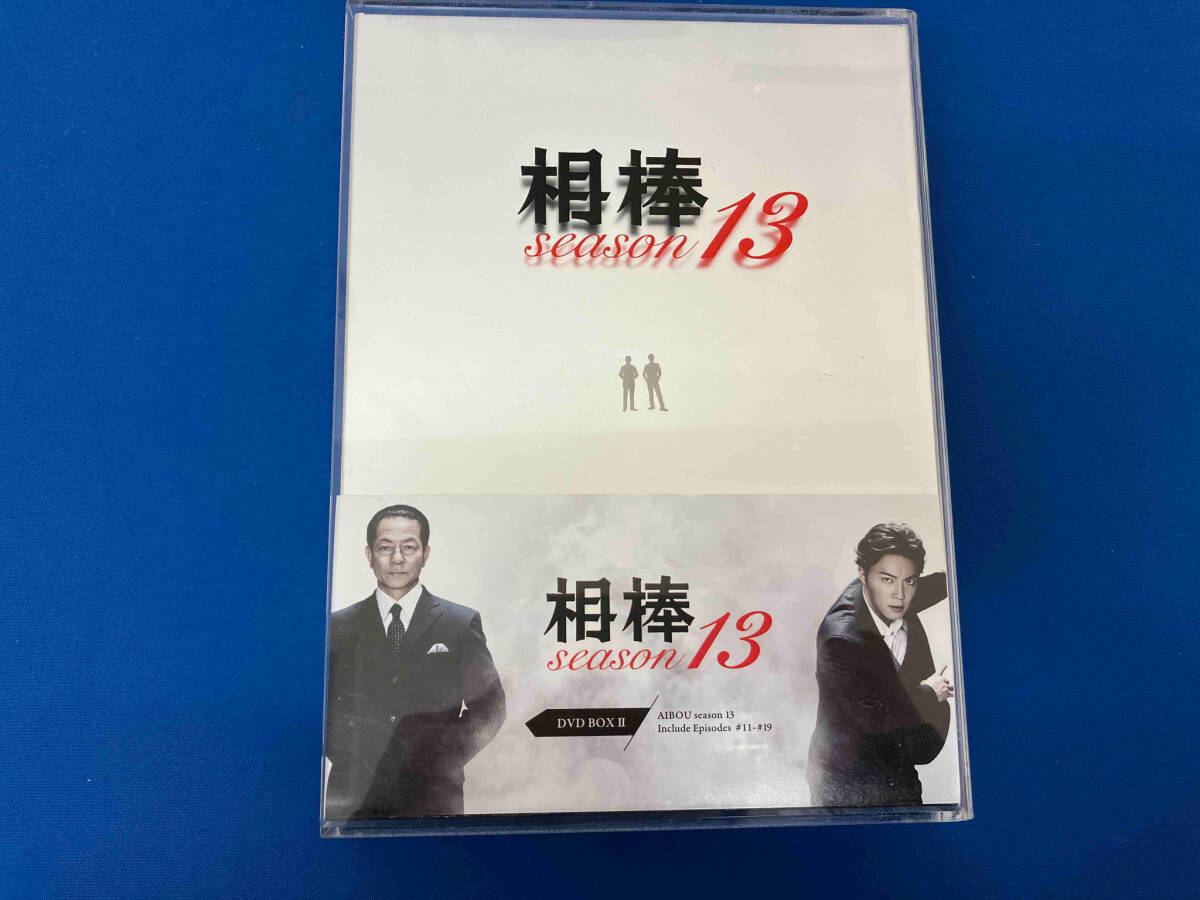 相棒
season 13
相棒
season 13
DVD BOX II
AIBOU season 13
Include Episodes #11-#19